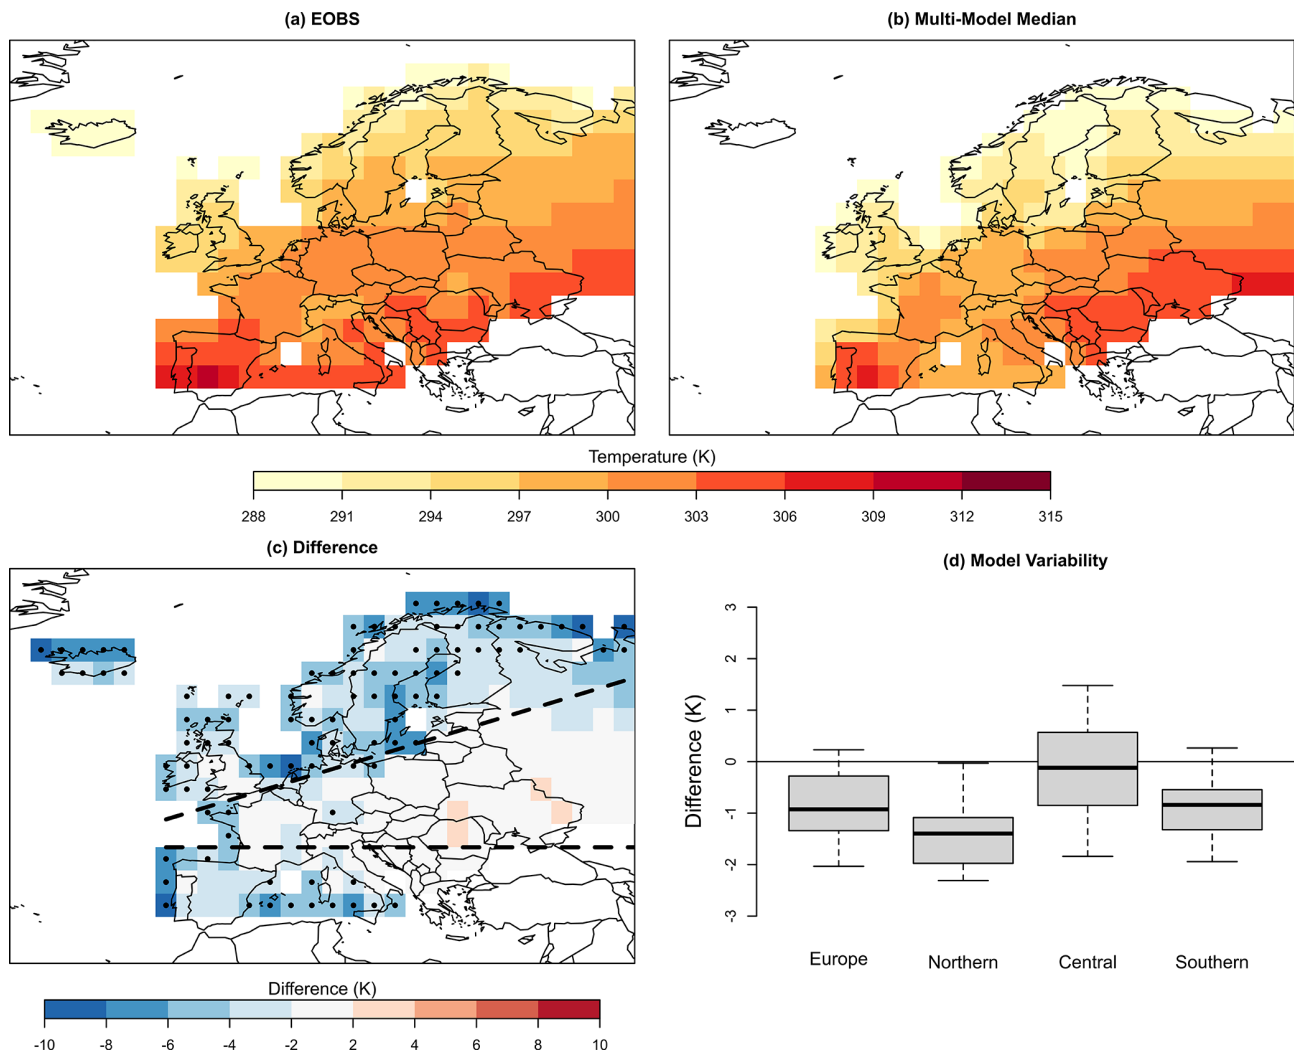 (a) EOBS
(b) Multi-Model Median
Temperature (K)
288 291 294 297 300 303 306 309 312 315
(c) Difference
(d) Model Variability
Difference (K)
3
2
1
0
-1
-2
-3
Europe Northern Central Southern
Difference (K)
-10 -8 -6 -4 -2 2 4 6 8 10